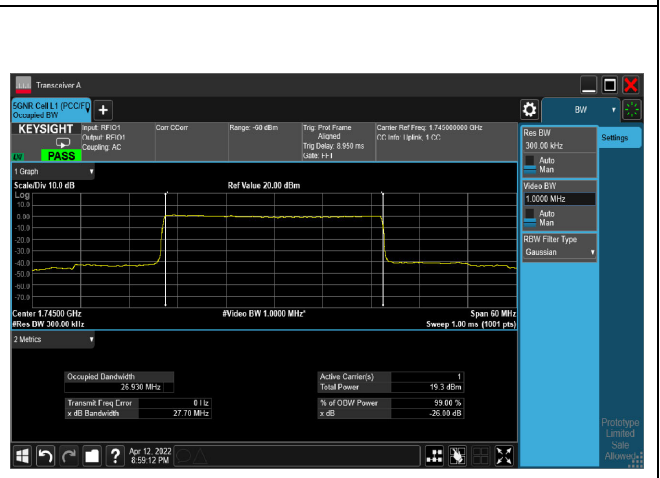 Transceiver A
5GNR Cell L1 (PCC/FD
Occupied BW
+
BW
KEYSIGHT
Input: RFIO1
Output: RFIO1
Coupling: AC
Corr CCorr
Range: -60 dBm
Trig: Prot Frame
Aligned
Trig Delay: 8.950 ms
Gate: FFT
Carrier Ref Freq: 1.745000000 GHz
CC Info: Uplink, 1 CC
PASS
Res BW
300.00 kHz
Auto
Man
Settings
1 Graph
Scale/Div 10.0 dB
Ref Value 20.00 dBm
Log
10.0
0.00
-10.0
-20.0
-30.0
-40.0
-50.0
-60.0
-70.0
Video BW
1.0000 MHz
Auto
Man
RBW Filter Type
Gaussian
Center 1.74500 GHz
#Video BW 1.0000 MHz*
Span 60 MHz
#Res BW 300.00 kHz
Sweep 1.00 ms (1001 pts)
2 Metrics
Occupied Bandwidth
26.930 MHz
Transmit Freq Error
0 Hz
x dB Bandwidth
27.70 MHz
Active Carrier(s)
1
Total Power
19.3 dBm
% of OBW Power
99.00 %
x dB
-26.00 dB
Prototype
Limited
Sale
Allowed
?
Apr 12, 2022
8:59:12 PM